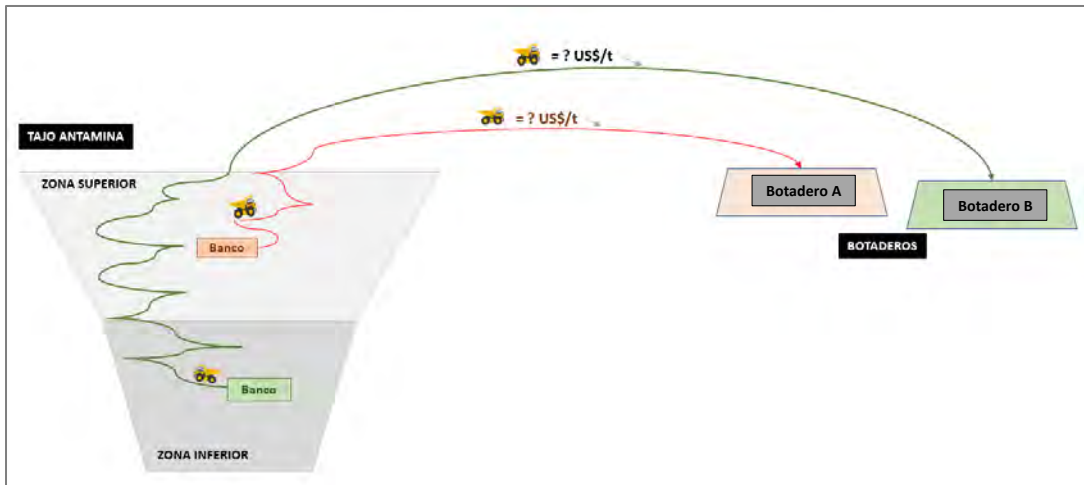 = ? US$/t
= ? US$/t
TAJO ANTAMINA
ZONA SUPERIOR
Botadero A
Botadero B
Banco
BOTADEROS
Banco
ZONA INFERIOR